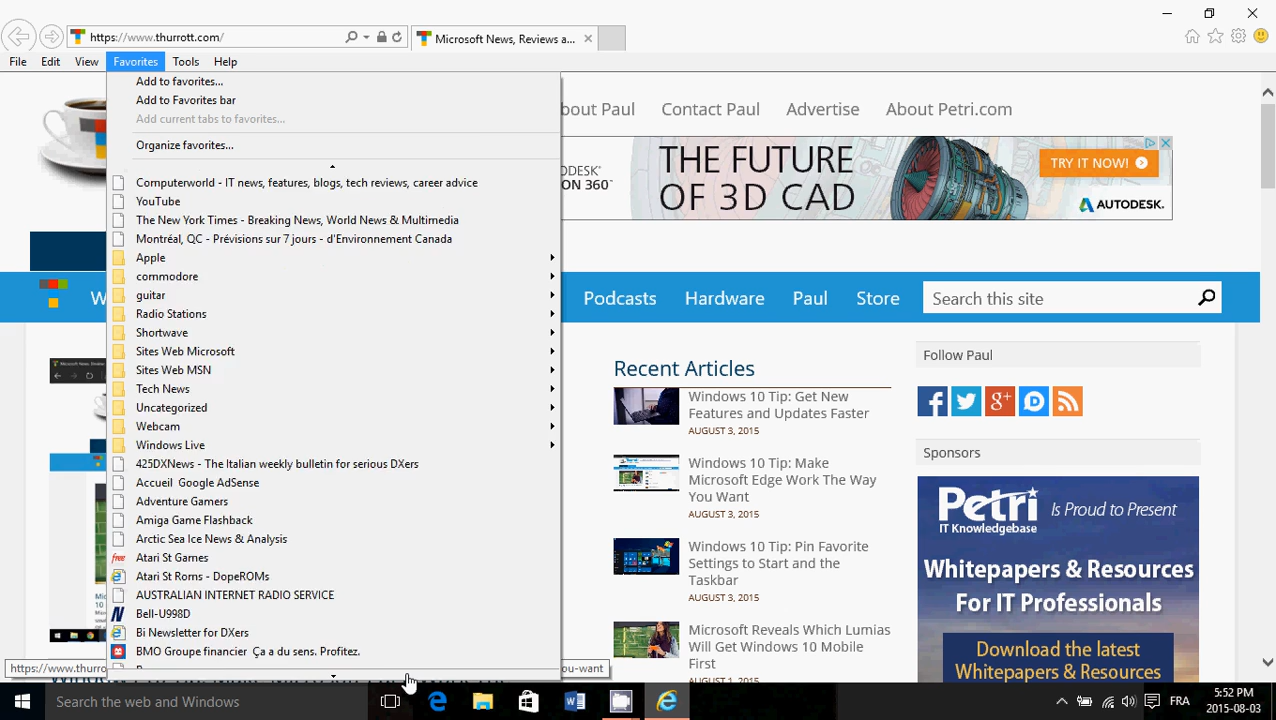 https://www.thurrott.com/
Microsoft News, Reviews a...
File Edit View Favorites Tools Help
Add to favorites...
Add to Favorites bar
Add current tabs to favorites...
Organize favorites...
Computerworld - IT news, features, blogs, tech reviews, career advice
YouTube
The New York Times - Breaking News, World News & Multimedia
Montréal, QC - Prévisions sur 7 jours - d'Environnement Canada
Apple
commodore
guitar
Radio Stations
Shortwave
Sites Web Microsoft
Sites Web MSN
Tech News
Uncategorized
Webcam
Windows Live
425DXNews - The Italian weekly bulletin for serious DXers
Accueil Google AdSense
Adventure Gamers
Amiga Game Flashback
Arctic Sea Ice News & Analysis
free Atari St Games
Atari St Roms - DopeROMs
AUSTRALIAN INTERNET RADIO SERVICE
Bell-U998D
Bi Newsletter for DXers
BMO Groupe financier Ça a du sens. Profitez.
https://www.thurro
ou-want
bout Paul Contact Paul Advertise About Petri.com
ODESK
ON 360™
THE FUTURE
OF 3D CAD
TRY IT NOW!
AUTODESK.
W
Podcasts Hardware Paul Store
Search this site
Recent Articles
Windows 10 Tip: Get New
Features and Updates Faster
AUGUST 3, 2015
Windows 10 Tip: Make
Microsoft Edge Work The Way
You Want
AUGUST 3, 2015
Windows 10 Tip: Pin Favorite
Settings to Start and the
Taskbar
AUGUST 3, 2015
Microsoft Reveals Which Lumias
Will Get Windows 10 Mobile
First
Follow Paul
Sponsors
Petri
IT Knowledgebase
Is Proud to Present
Whitepapers & Resources
For IT Professionals
Download the latest
Whitepapers & Resources
Search the web and Windows
FRA
5:52 PM
2015-08-03